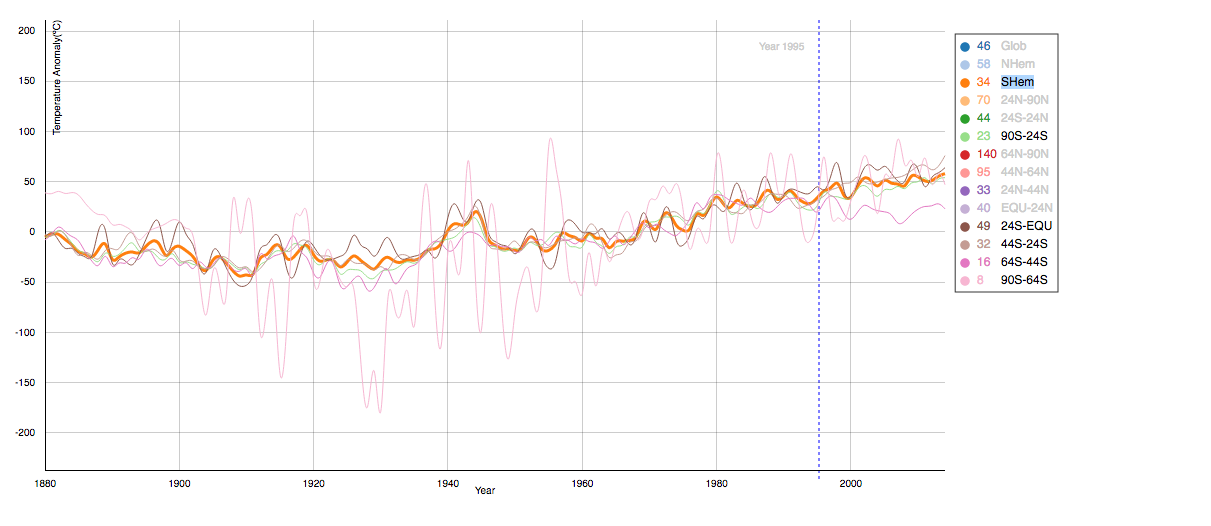 Temperature Anomaly(°C)
200
150
100
50
0
-50
-100
-150
-200
1880
1900
1920
1940
1960
1980
2000
Year
Year 1995
46 Glob
58 NHem
34 SHem
70 24N-90N
44 24S-24N
23 90S-24S
140 64N-90N
95 44N-64N
33 24N-44N
40 EQU-24N
49 24S-EQU
32 44S-24S
16 64S-44S
8 90S-64S